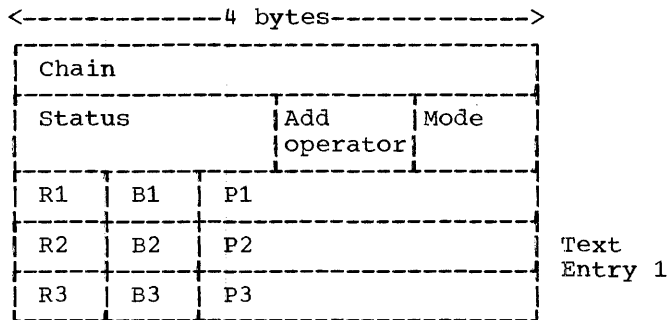 <--------------4 bytes------------->
Chain
Status Add operator Mode
R1 B1 P1
R2 B2 P2 Text
Entry 1
R3 B3 P3